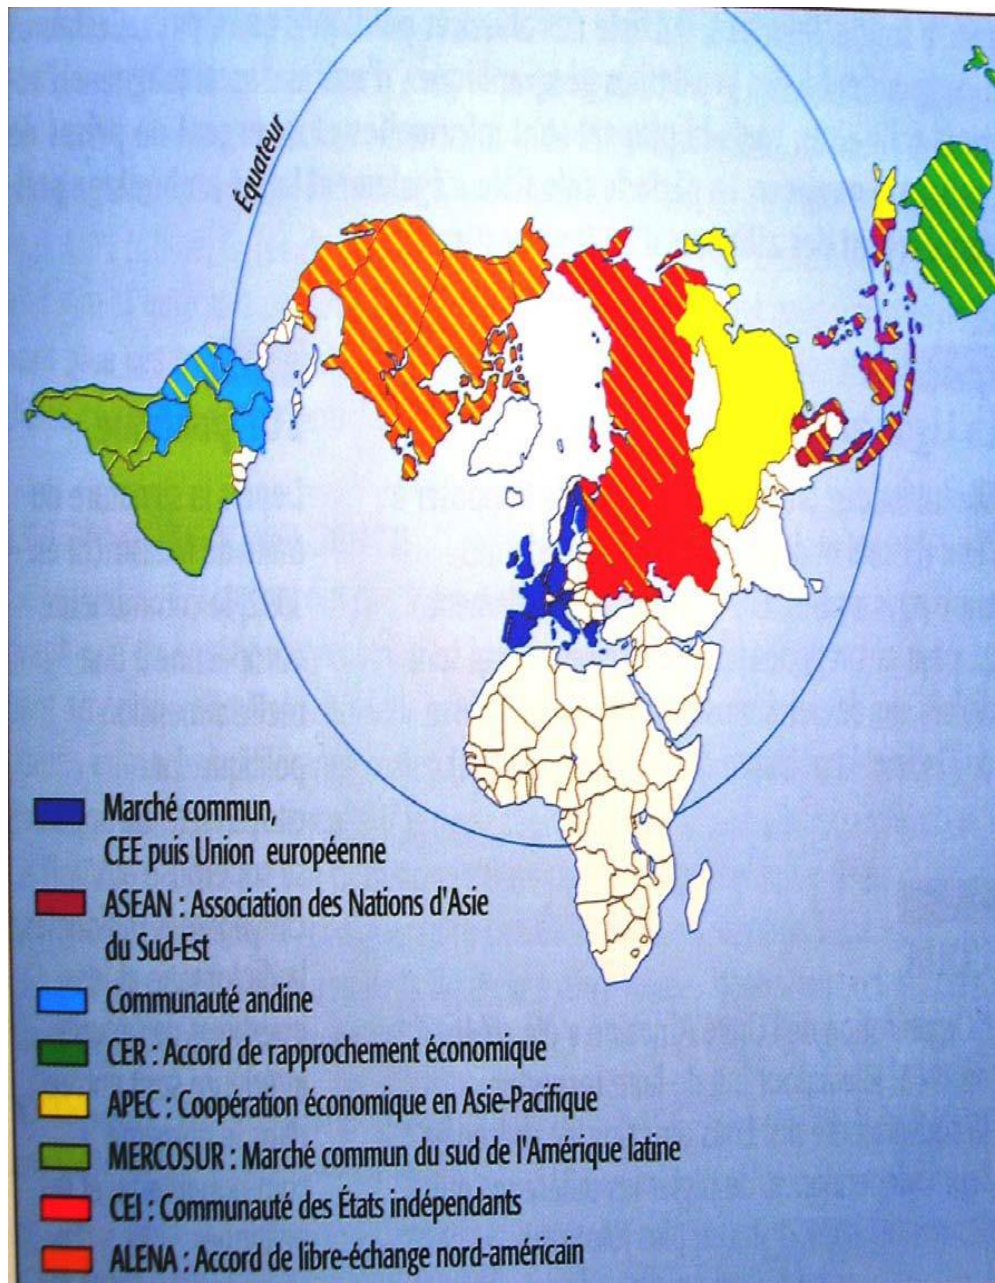 Équateur
Marché commun,
CEE puis Union européenne
ASEAN : Association des Nations d'Asie
du Sud-Est
Communauté andine
CER : Accord de rapprochement économique
APEC : Coopération économique en Asie-Pacifique
MERCOSUR : Marché commun du sud de l'Amérique latine
CEI : Communauté des États indépendants
ALENA : Accord de libre-échange nord-américain